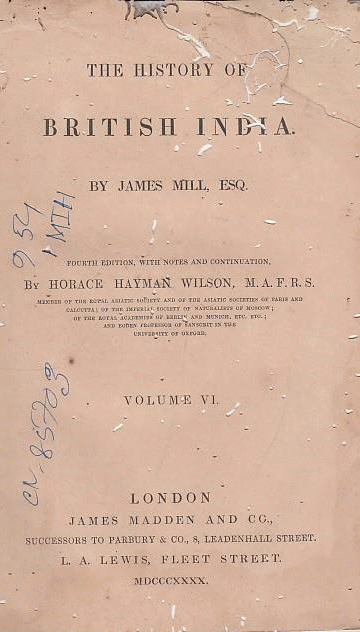 THE HISTORY OF
BRITISH INDIA.
BY JAMES MILL, ESQ.
FOURTH EDITION, WITH NOTES AND CONTINUATION,
BY HORACE HAYMAN WILSON, M.A. F.R.S.
MEMBER OF THE ROYAL ASIATIC SOCIETY AND OF THE ASIATIC SOCIETIES OF PARIS AND
CALCUTTA; OF THE IMPERIAL SOCIETY OF NATURALISTS OF MOSCOW;
OF THE ROYAL ACADEMIES OF BERLIN AND MUNICH, ETC. ETC.;
AND BODEN PROFESSOR OF SANSCRIT IN THE
UNIVERSITY OF OXFORD.
954
MIH
VOLUME VI.
85703
LONDON
JAMES MADDEN AND CO.,
SUCCESSORS TO PARBURY & CO., 8, LEADENHALL STREET.
L. A. LEWIS, FLEET STREET.
MDCCCXXXX.